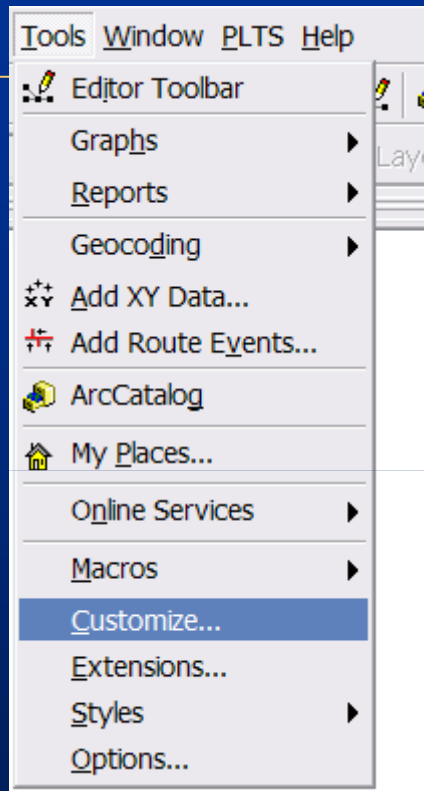 Tools Window PLTS Help
Editor Toolbar
Graphs
Lay
Reports
Geocoding
Add XY Data...
Add Route Events...
ArcCatalog
My Places...
Online Services
Macros
Customize...
Extensions...
Styles
Options...